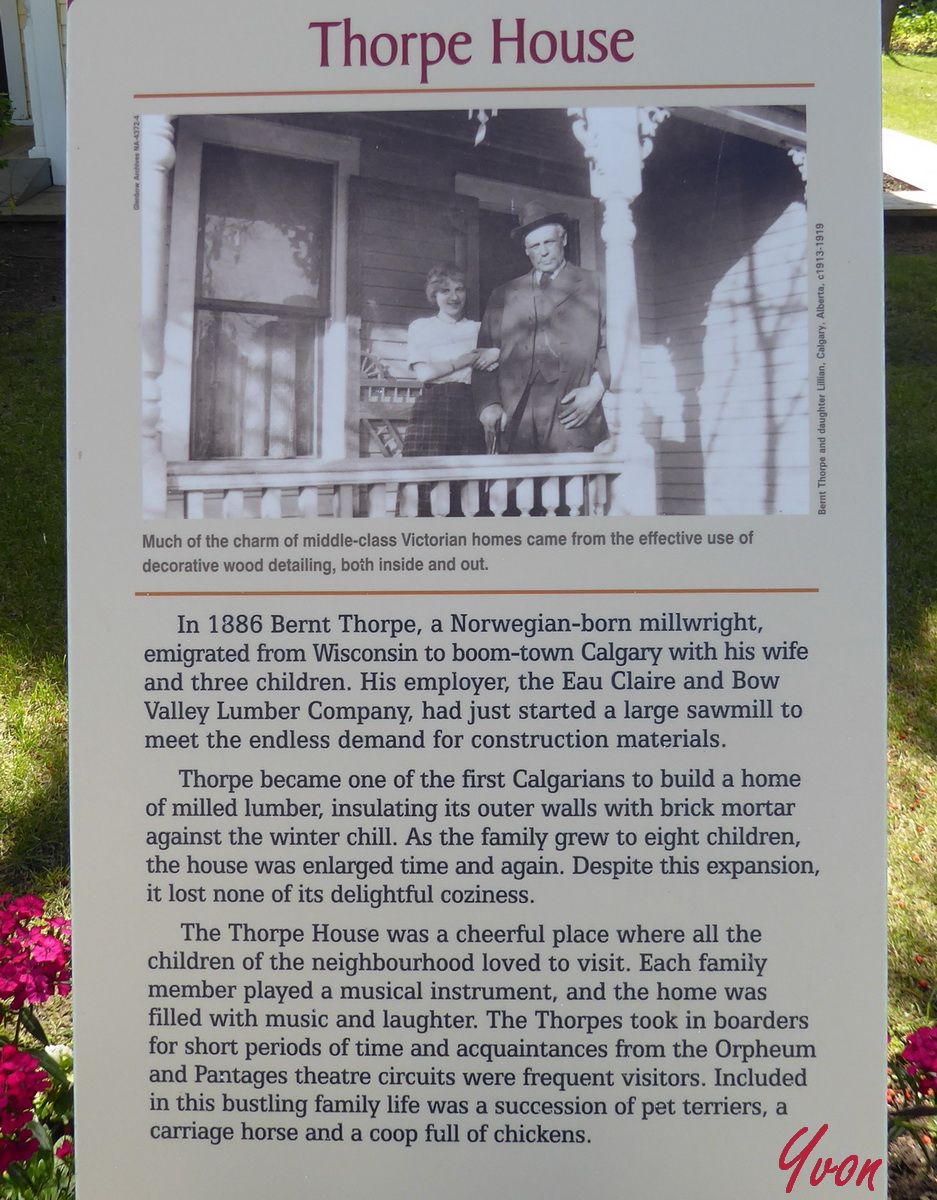 Thorpe House
Glenbow Archives NA-4372-4
Bernt Thorpe and daughter Lillian, Calgary, Alberta, c1913-1919
Much of the charm of middle-class Victorian homes came from the effective use of
decorative wood detailing, both inside and out.
In 1886 Bernt Thorpe, a Norwegian-born millwright,
emigrated from Wisconsin to boom-town Calgary with his wife
and three children. His employer, the Eau Claire and Bow
Valley Lumber Company, had just started a large sawmill to
meet the endless demand for construction materials.
Thorpe became one of the first Calgarians to build a home
of milled lumber, insulating its outer walls with brick mortar
against the winter chill. As the family grew to eight children,
the house was enlarged time and again. Despite this expansion,
it lost none of its delightful coziness.
The Thorpe House was a cheerful place where all the
children of the neighbourhood loved to visit. Each family
member played a musical instrument, and the home was
filled with music and laughter. The Thorpes took in boarders
for short periods of time and acquaintances from the Orpheum
and Pantages theatre circuits were frequent visitors. Included
in this bustling family life was a succession of pet terriers, a
carriage horse and a coop full of chickens.
Yvon